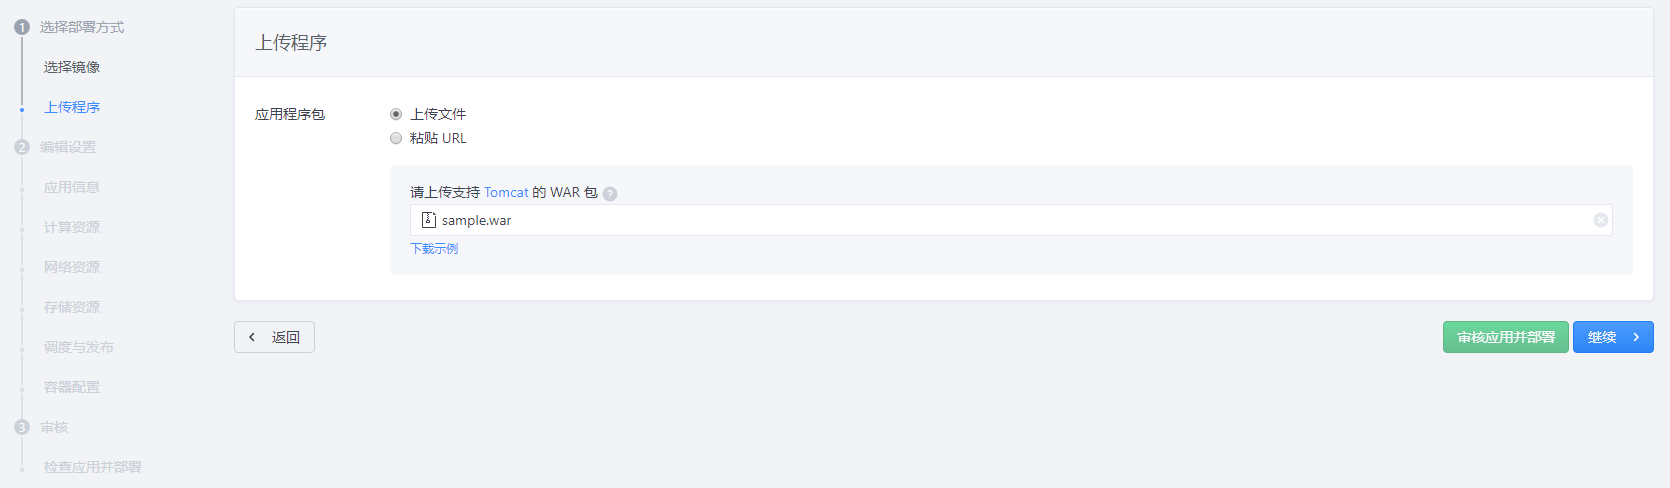 1 选择部署方式
选择镜像
上传程序
2 编辑设置
应用信息
计算资源
网络资源
存储资源
调度与发布
容器配置
3 审核
检查应用并部署
上传程序
应用程序包
上传文件
粘贴 URL
请上传支持 Tomcat 的 WAR 包 ?
sample.war
下载示例
返回
审核应用并部署
继续